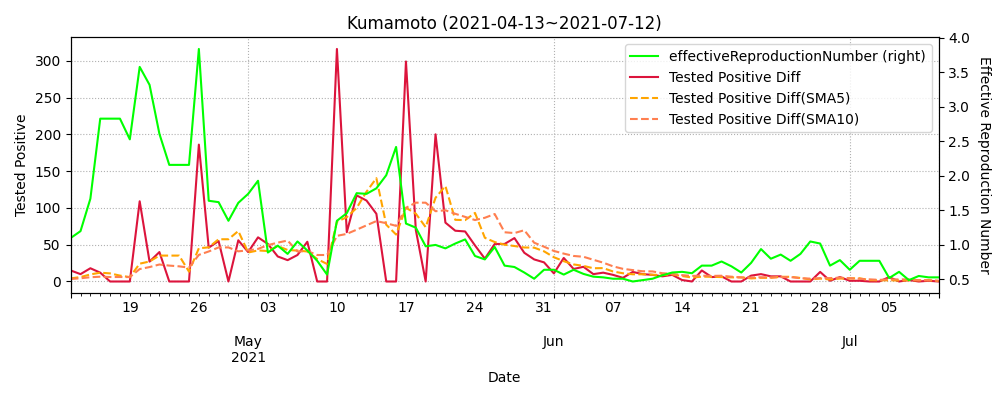 Kumamoto (2021-04-13~2021-07-12)
effectiveReproductionNumber (right)
Tested Positive Diff
Tested Positive Diff(SMA5)
Tested Positive Diff(SMA10)
Tested Positive
300
250
200
150
100
50
0
4.0
3.5
3.0
2.5
2.0
1.5
1.0
0.5
Effective Reproduction Number
19 26 03 10 17 24 31 07 14 21 28 05
May Jun Jul
2021
Date